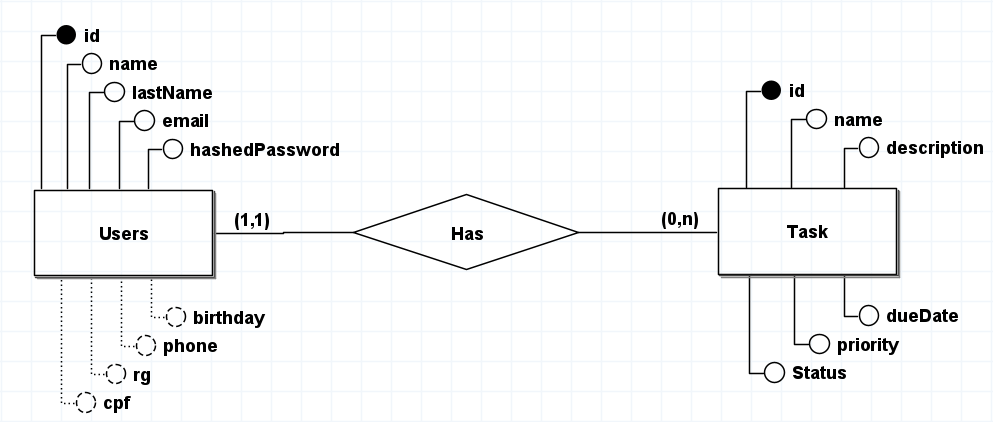 id
name
lastName
email
hashedPassword
Users
(1,1)
Has
(0,n)
birthday
phone
rg
cpf
id
name
description
Task
dueDate
priority
Status